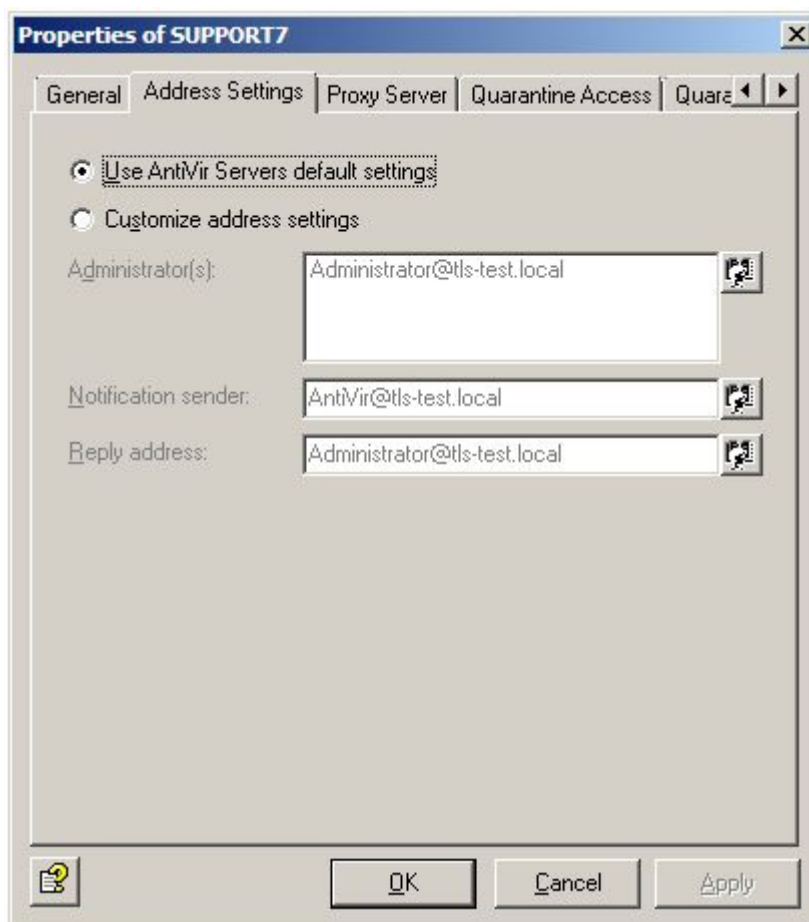 Properties of SUPPORT7
General Address Settings Proxy Server Quarantine Access
Use AntiVir Servers default settings
Customize address settings
Administrator(s): Administrator@tls-test.local
Notification sender: AntiVir@tls-test.local
Reply address: Administrator@tls-test.local
OK Cancel Apply